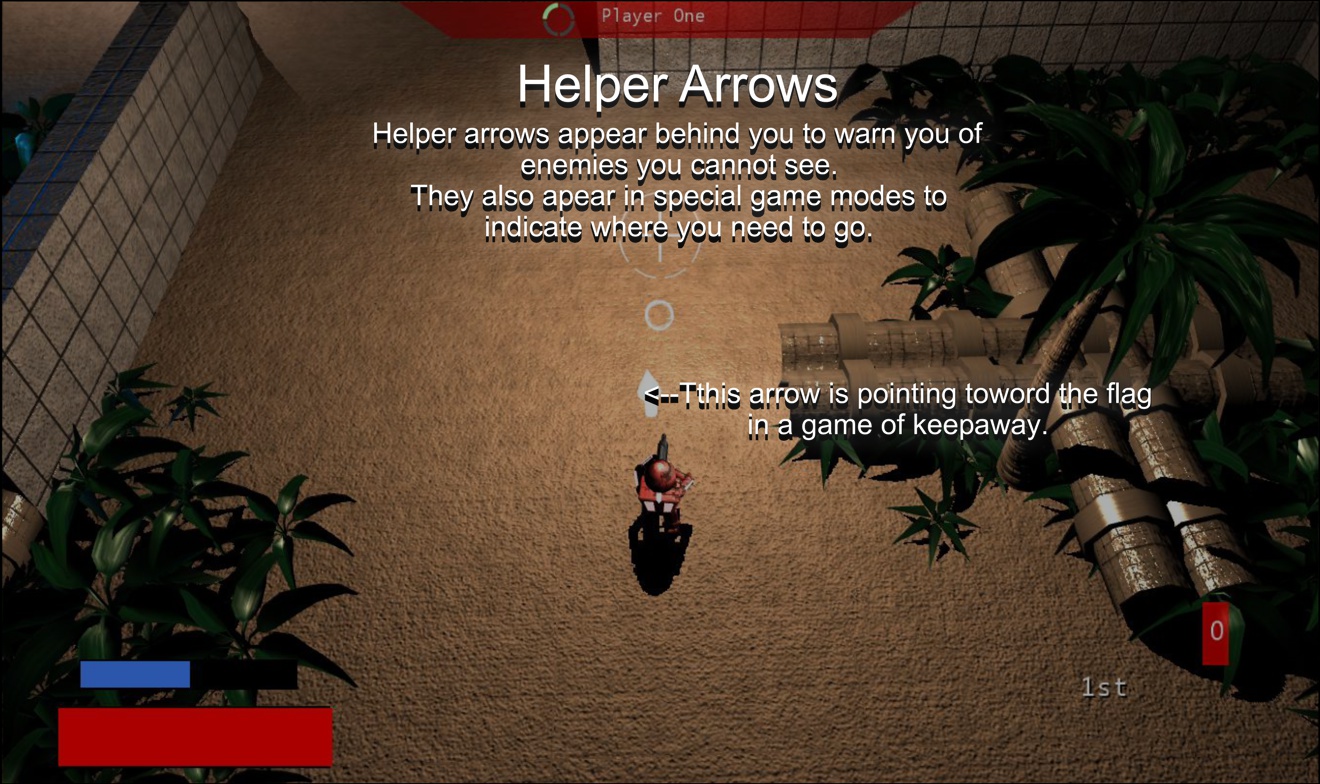 Player One
Helper Arrows
Helper arrows appear behind you to warn you of
enemies you cannot see.
They also apear in special game modes to
indicate where you need to go.
<--Tthis arrow is pointing toword the flag
in a game of keepaway.
0
1st